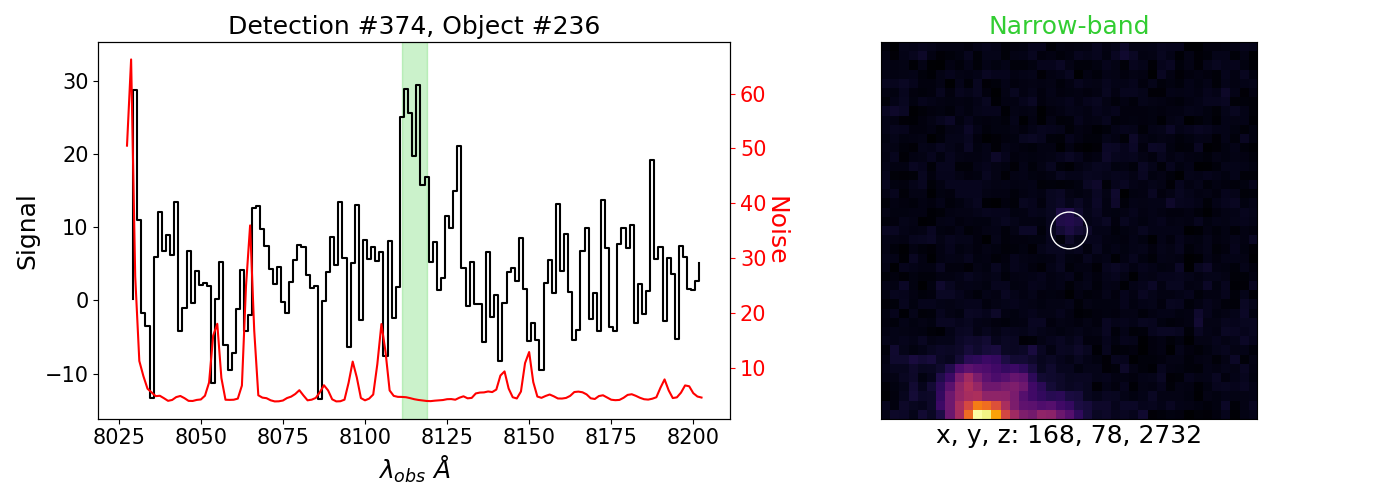 Detection #374, Object #236
Narrow-band
Signal
30
20
10
0
−10
60
50
40
30
20
10
Noise
8025 8050 8075 8100 8125 8150 8175 8200
λobs Å
x, y, z: 168, 78, 2732